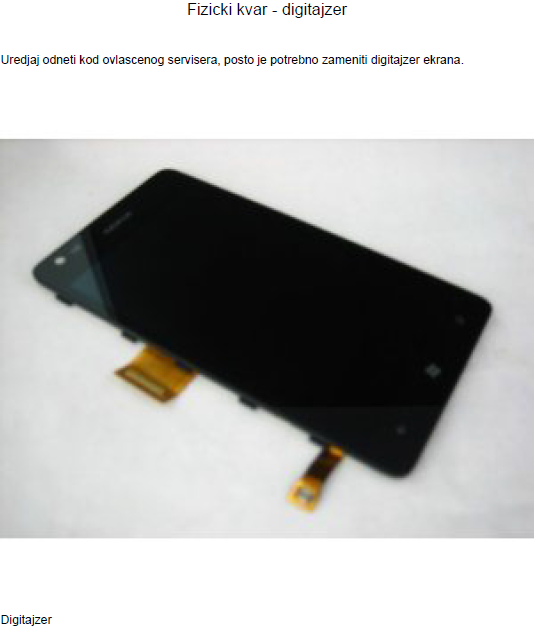 Fizicki kvar - digitajzer
Uredjaj odneti kod ovlascenog servisera, posto je potrebno zameniti digitajzer ekrana.
Digitajzer